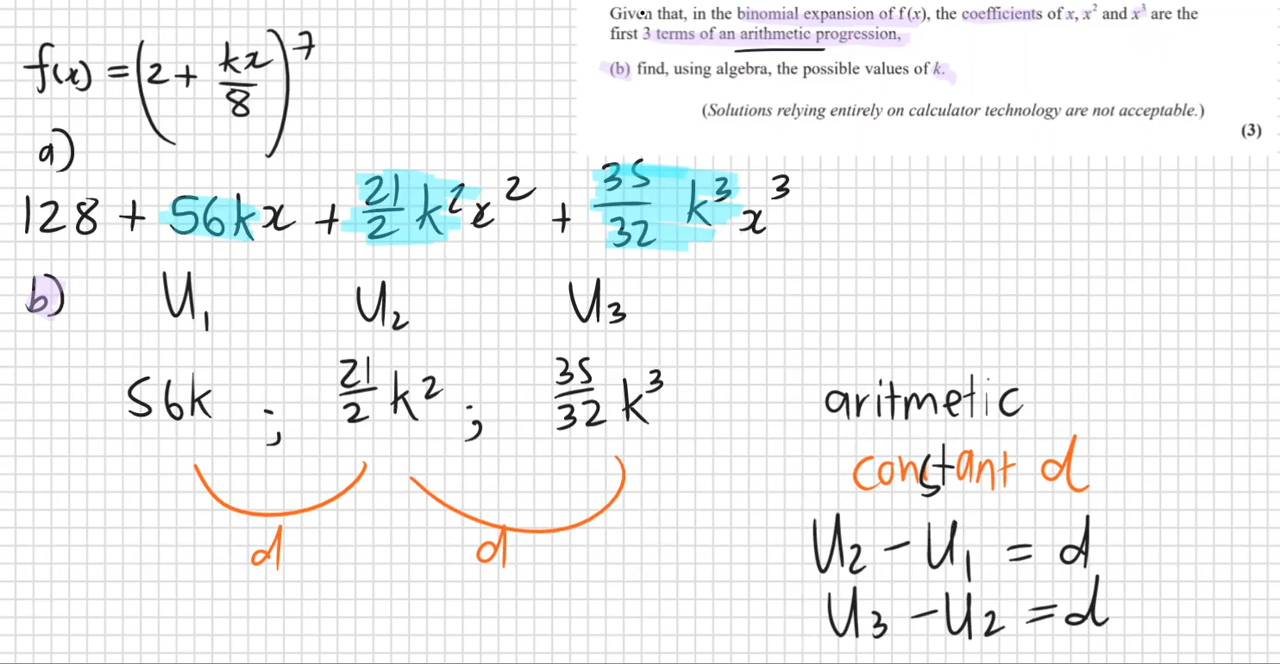 Given that, in the binomial expansion of f(x), the coefficients of x, x² and x³ are the
first 3 terms of an arithmetic progression,
(b) find, using algebra, the possible values of k.
(Solutions relying entirely on calculator technology are not acceptable.)
(3)
f(x) = (2 + kx/8)^7
a)
128 + 56kx + 21/2 k²x² + 35/32 k³x³
b) U₁ U₂ U₃
56k ; 21/2 k² ; 35/32 k³
d d
aritmetic
constant d
U₂ - U₁ = d
U₃ - U₂ = d